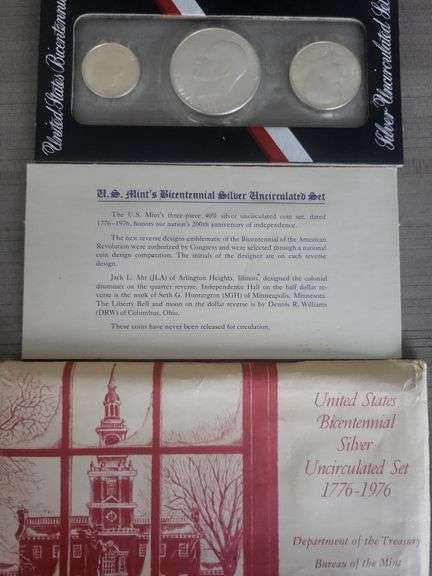 United States Bicentennial
Silver Uncirculated Set
U.S. Mint's Bicentennial Silver Uncirculated Set
The U.S. Mint's three-piece 40% silver uncirculated coin set, dated
1776-1976, honors our nation's 200th anniversary of independence.
The new reverse designs emblematic of the Bicentennial of the American
Revolution were authorized by Congress and were selected through a national
coin design competition. The initials of the designer are on each reverse
design.
Jack L. Ahr (JLA) of Arlington Heights, Illinois, designed the colonial
drummer on the quarter reverse. Independence Hall on the half dollar re-
verse is the work of Seth G. Huntington (SGH) of Minneapolis, Minnesota.
The Liberty Bell and moon on the dollar reverse is by Dennis R. Williams
(DRW) of Columbus, Ohio.
These coins have never been released for circulation.
United States
Bicentennial
Silver
Uncirculated Set
1776-1976
Department of the Treasury
Bureau of the Mint